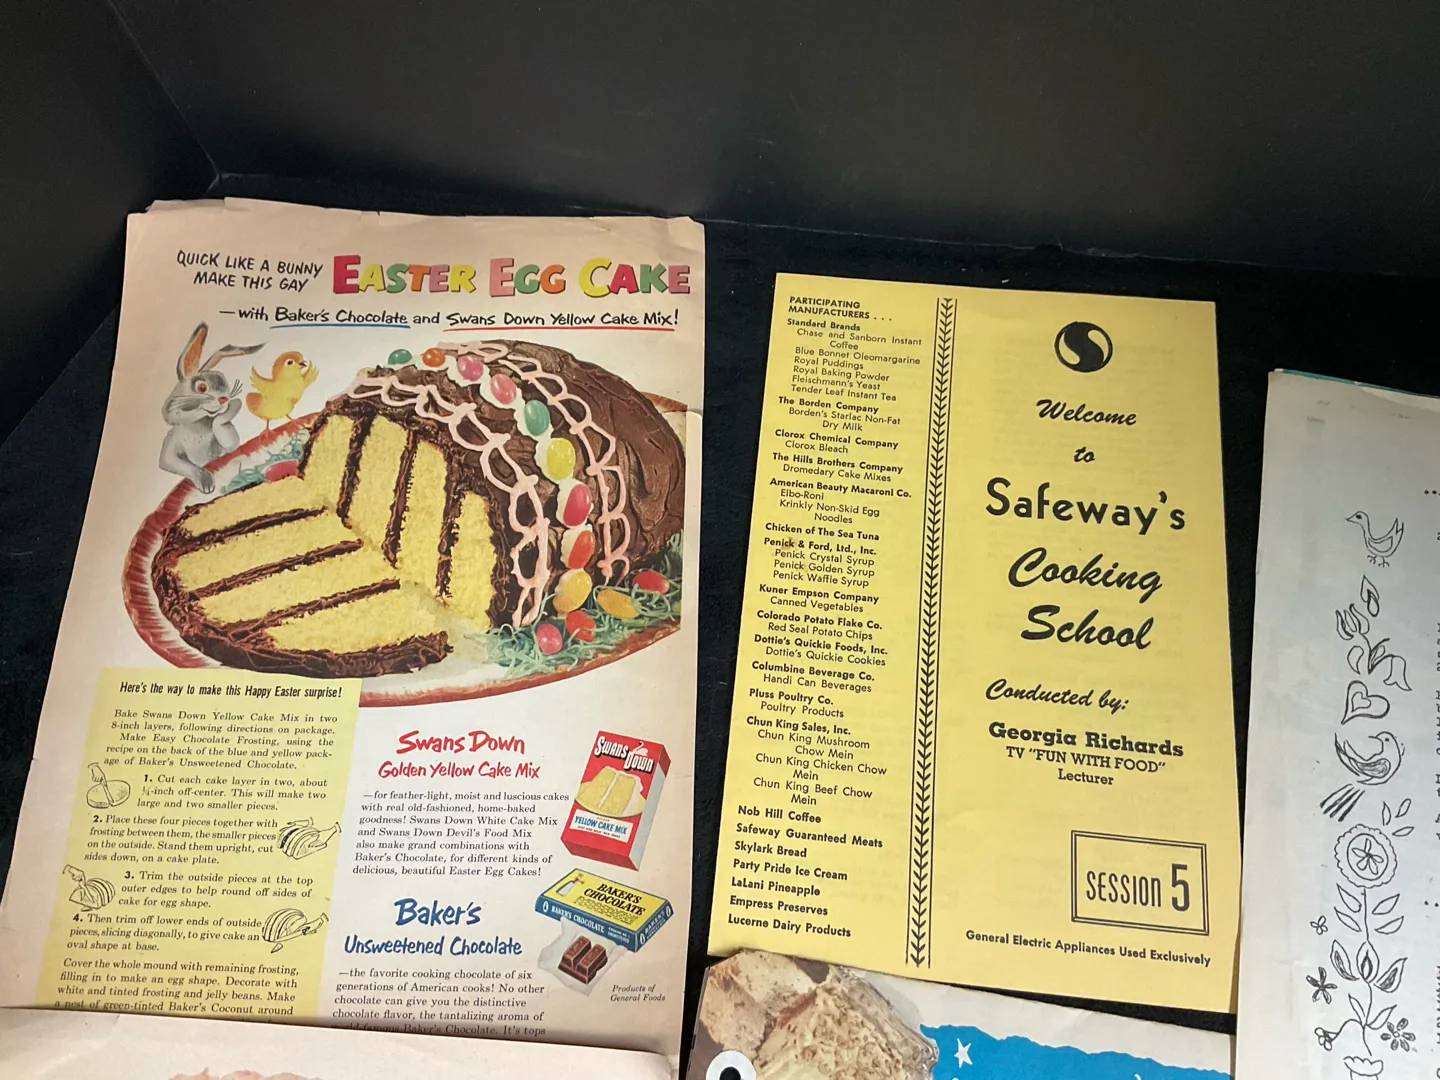 QUICK LIKE A BUNNY
MAKE THIS GAY
EASTER EGG CAKE
—with Baker's Chocolate and Swans Down Yellow Cake Mix!
Here's the way to make this Happy Easter surprise!
Bake Swans Down Yellow Cake Mix in two
8-inch layers, following directions on package.
Make Easy Chocolate Frosting, using the
recipe on the back of the blue and yellow pack-
age of Baker's Unsweetened Chocolate.
1. Cut each cake layer in two, about
¼-inch off-center. This will make two
large and two smaller pieces.
2. Place these four pieces together with
frosting between them, the smaller pieces
on the outside. Stand them upright, cut
sides down, on a cake plate.
3. Trim the outside pieces at the top
outer edges to help round off sides of
cake for egg shape.
4. Then trim off lower ends of outside
pieces, slicing diagonally, to give cake an
oval shape at base.
Cover the whole mound with remaining frosting,
filling in to make an egg shape. Decorate with
white and tinted frosting and jelly beans. Make
a nest of green-tinted Baker's Coconut around
Swans Down
Golden Yellow Cake Mix
—for feather-light, moist and luscious cakes
with real old-fashioned, home-baked
goodness! Swans Down White Cake Mix
and Swans Down Devil's Food Mix
also make grand combinations with
Baker's Chocolate, for different kinds of
delicious, beautiful Easter Egg Cakes!
SWANS DOWN
YELLOW CAKE MIX
Baker's
Unsweetened Chocolate
—the favorite cooking chocolate of six
generations of American cooks! No other
chocolate can give you the distinctive
chocolate flavor, the tantalizing aroma of
world-famous Baker's Chocolate. It's tops
BAKER'S
CHOCOLATE
BAKER'S CHOCOLATE
Products of
General Foods
PARTICIPATING
MANUFACTURERS . . .
Standard Brands
Chase and Sanborn Instant
Coffee
Blue Bonnet Oleomargarine
Royal Puddings
Royal Baking Powder
Fleischmann's Yeast
Tender Leaf Instant Tea
The Borden Company
Borden's Starlac Non-Fat
Dry Milk
Clorox Chemical Company
Clorox Bleach
The Hills Brothers Company
Dromedary Cake Mixes
American Beauty Macaroni Co.
Elbo-Roni
Krinkly Non-Skid Egg
Noodles
Chicken of The Sea Tuna
Penick & Ford, Ltd., Inc.
Penick Crystal Syrup
Penick Golden Syrup
Penick Waffle Syrup
Kuner Empson Company
Canned Vegetables
Colorado Potato Flake Co.
Red Seal Potato Chips
Dottie's Quickie Foods, Inc.
Dottie's Quickie Cookies
Columbine Beverage Co.
Handi Can Beverages
Pluss Poultry Co.
Poultry Products
Chun King Sales, Inc.
Chun King Mushroom
Chow Mein
Chun King Chicken Chow
Mein
Chun King Beef Chow
Mein
Nob Hill Coffee
Safeway Guaranteed Meats
Skylark Bread
Party Pride Ice Cream
LaLani Pineapple
Empress Preserves
Lucerne Dairy Products
Welcome
to
Safeway's
Cooking
School
Conducted by:
Georgia Richards
TV "FUN WITH FOOD"
Lecturer
SESSION 5
General Electric Appliances Used Exclusively